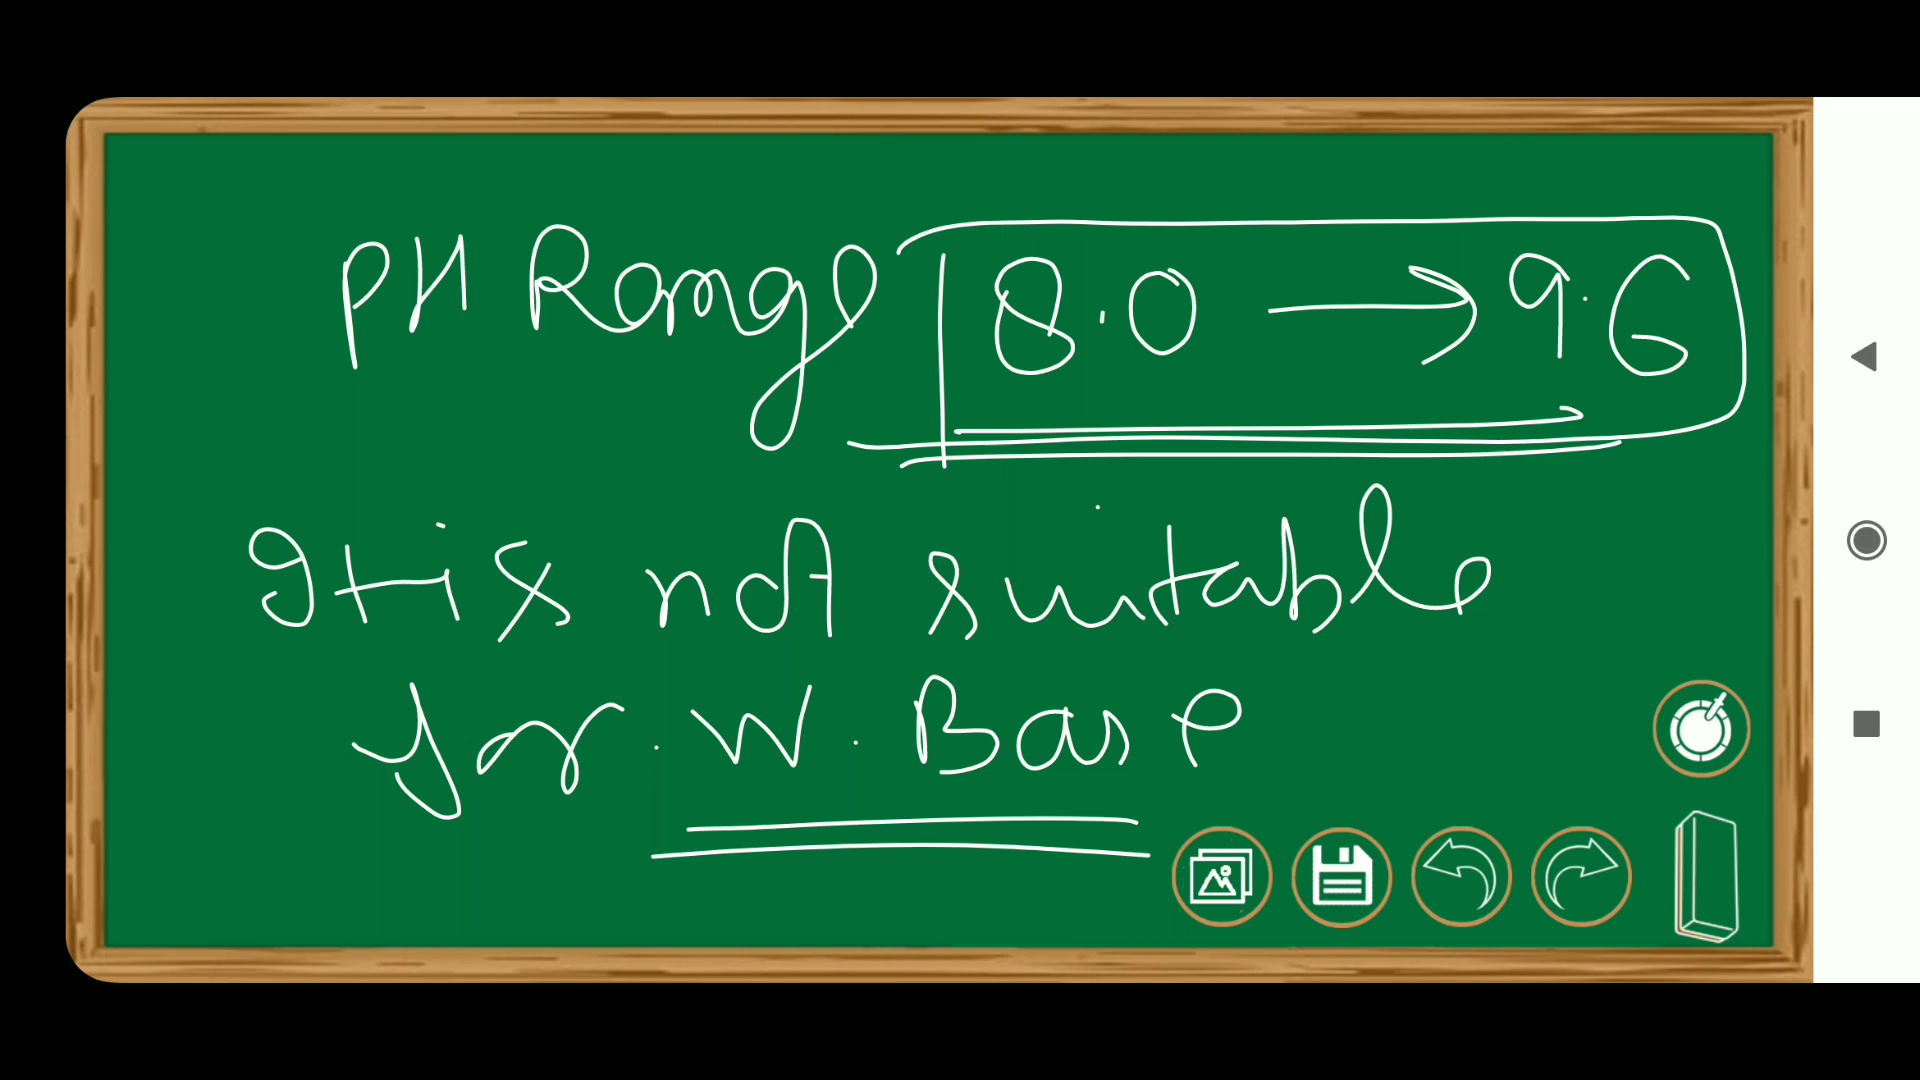 PH Range 8.0 → 9.6
It is not suitable
for. W. Base